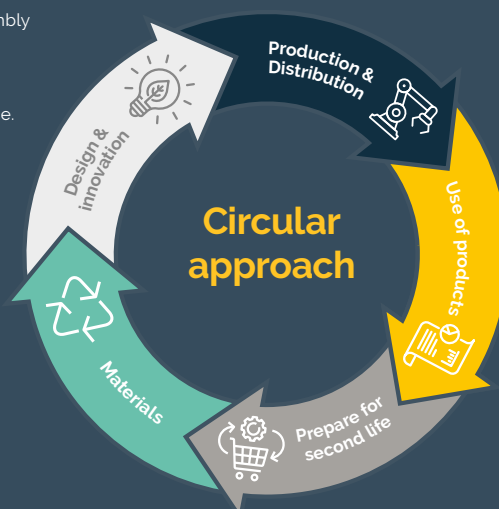 Production &
Distribution
Use of products
Prepare for
second life
Materials
Design &
innovation
Circular
approach